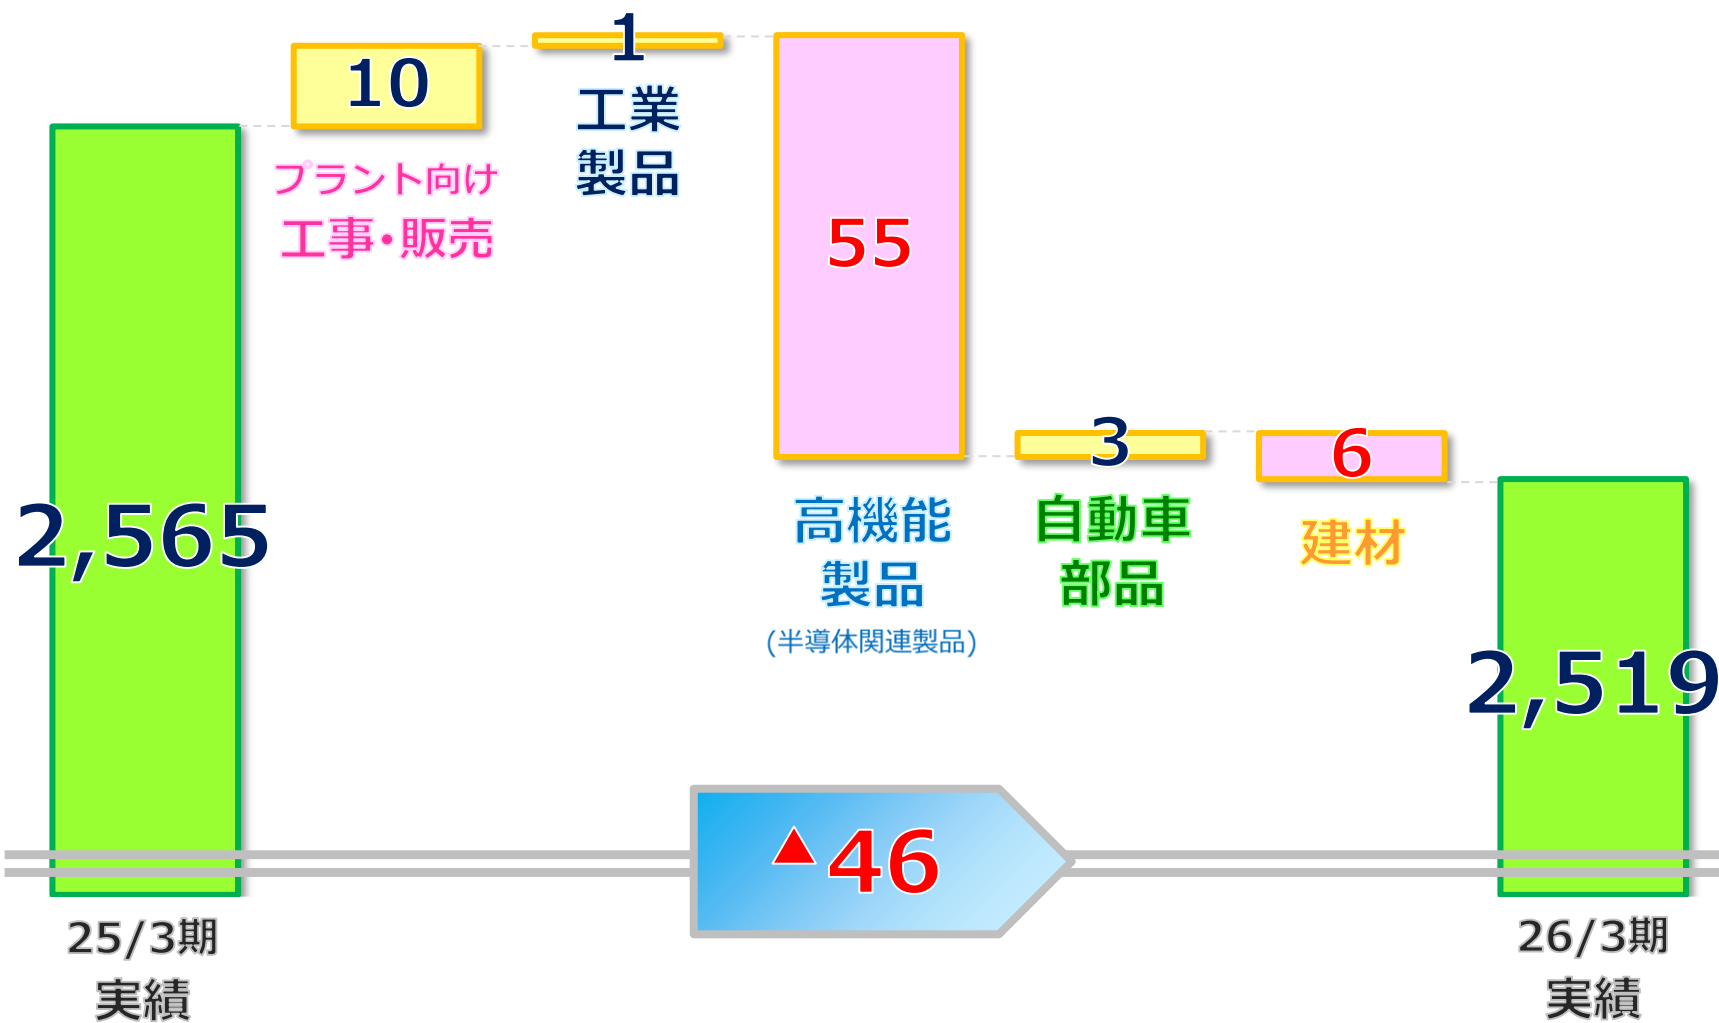 2,565
25/3期
実績
10
プラント向け
工事・販売
1
工業
製品
55
高機能
製品
(半導体関連製品)
3
自動車
部品
6
建材
2,519
26/3期
実績
▲46